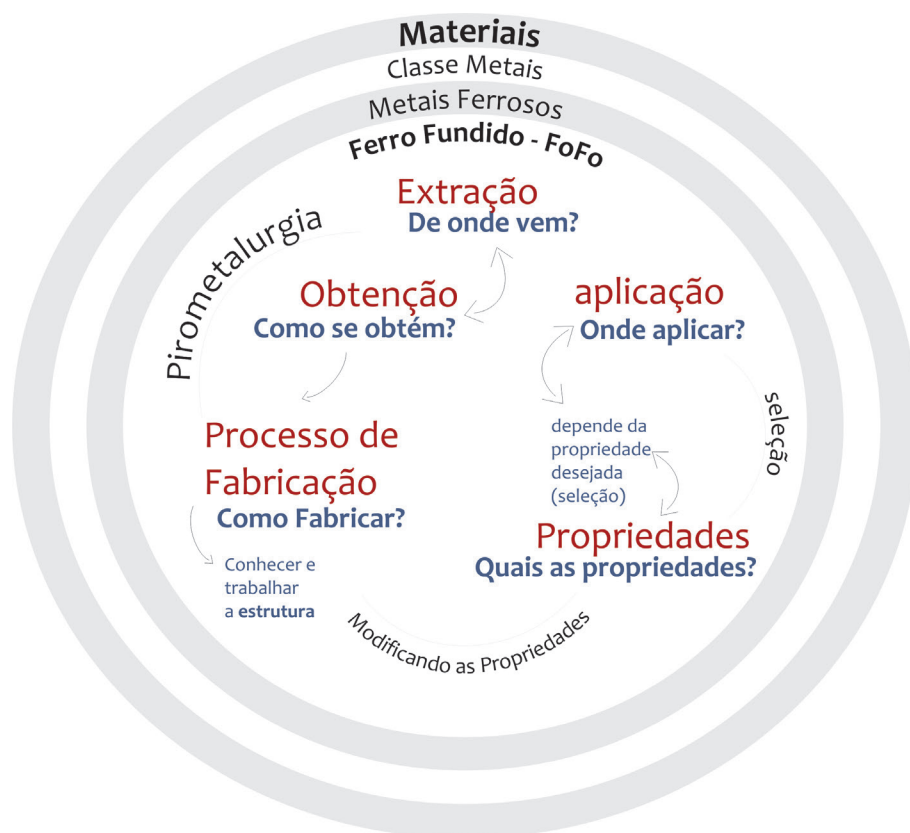 Materiais
Classe Metais
Metais Ferrosos
Ferro Fundido - FoFo
Extração
De onde vem?
Pirometalurgia
Obtenção
Como se obtém?
aplicação
Onde aplicar?
seleção
Processo de
Fabricação
Como Fabricar?
depende da
propriedade
desejada
(seleção)
Propriedades
Quais as propriedades?
Conhecer e
trabalhar
a estrutura
Modificando as Propriedades